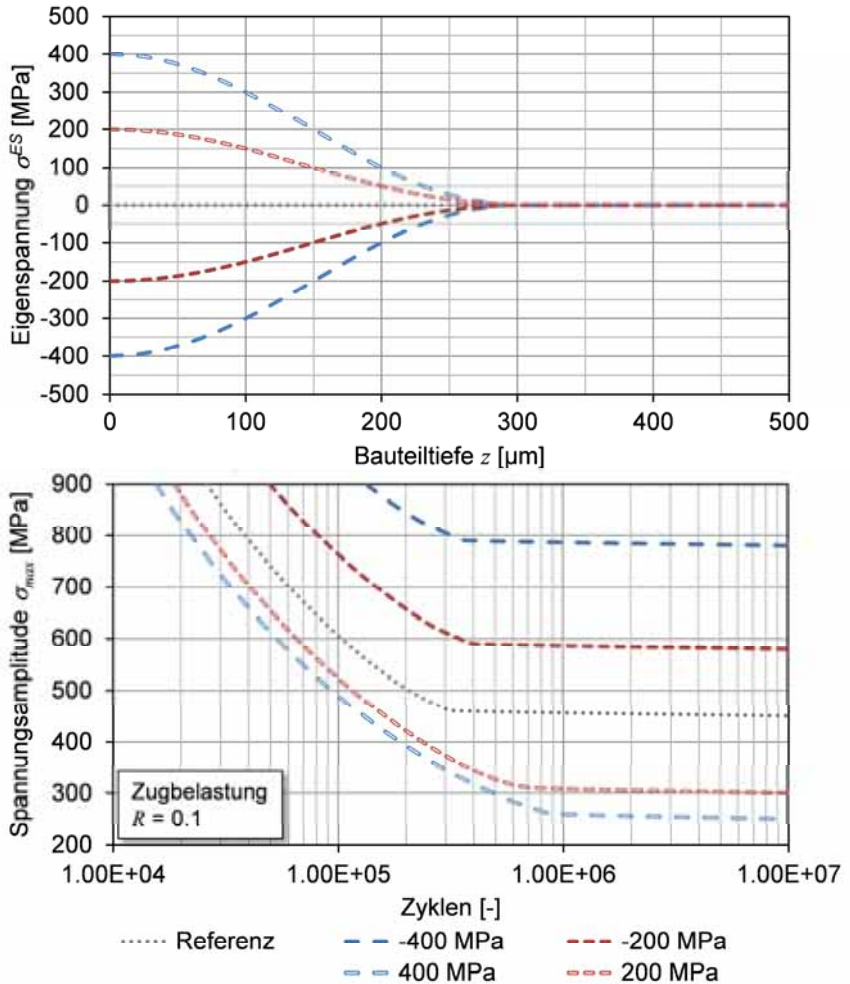 Eigenspannung σ^ES [MPa]
500
400
300
200
100
0
-100
-200
-300
-400
-500
0 100 200 300 400 500
Bauteiltiefe z [µm]
Spannungsamplitude σmax [MPa]
900
800
700
600
500
400
300
200
Zugbelastung
R = 0.1
1.00E+04 1.00E+05 1.00E+06 1.00E+07
Zyklen [-]
Referenz -400 MPa -200 MPa
400 MPa 200 MPa